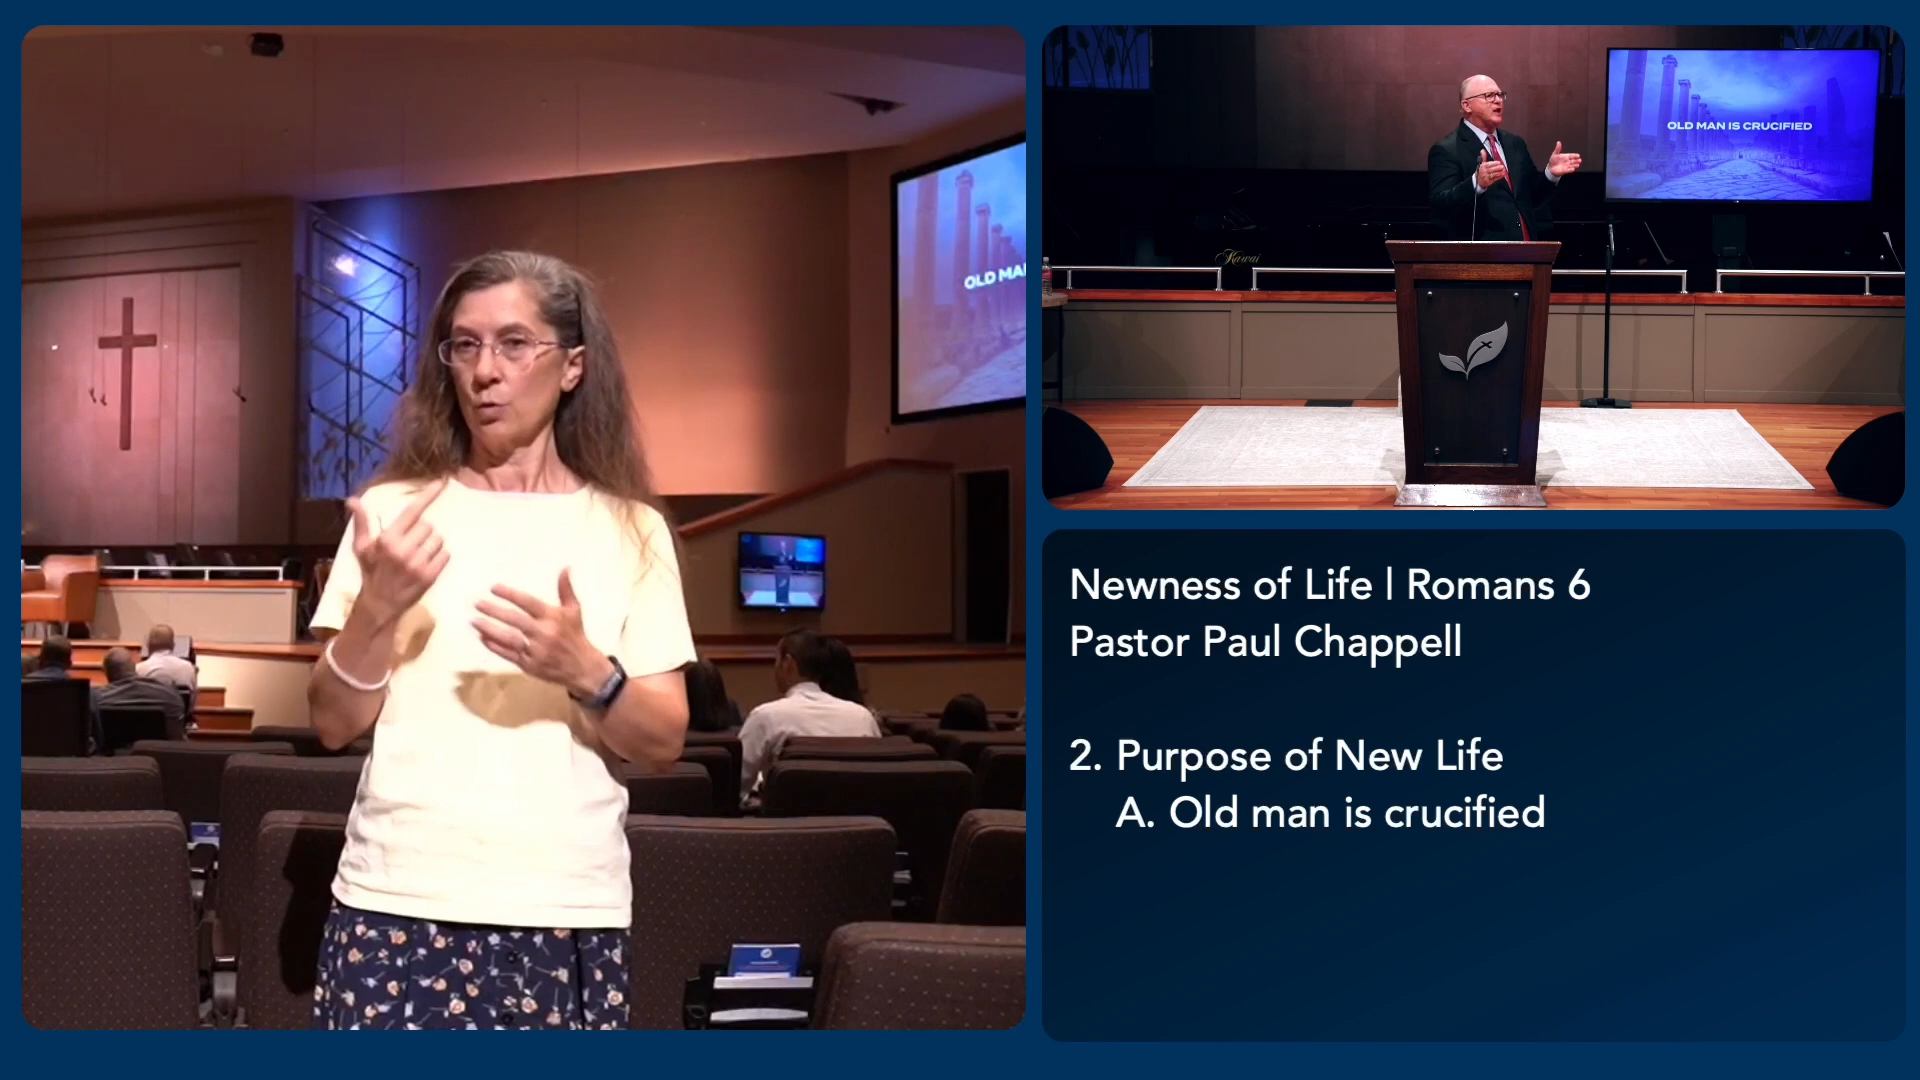 OLD MA
OLD MAN IS CRUCIFIED
Kawai
Newness of Life | Romans 6
Pastor Paul Chappell
2. Purpose of New Life
A. Old man is crucified